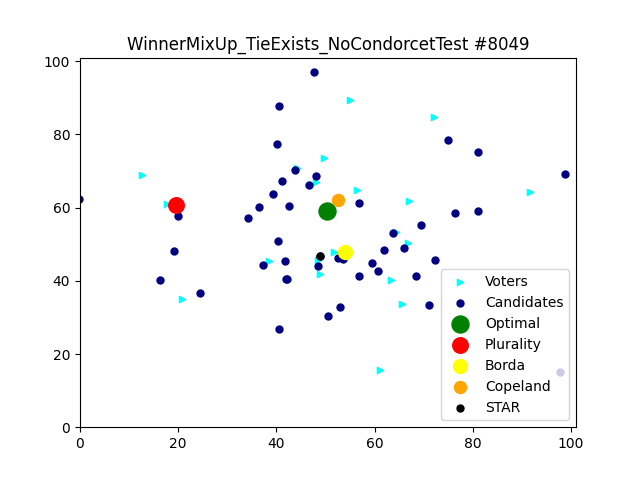 WinnerMixUp_TieExists_NoCondorcetTest #8049
100
80
60
40
20
0
0 20 40 60 80 100
Voters
Candidates
Optimal
Plurality
Borda
Copeland
STAR